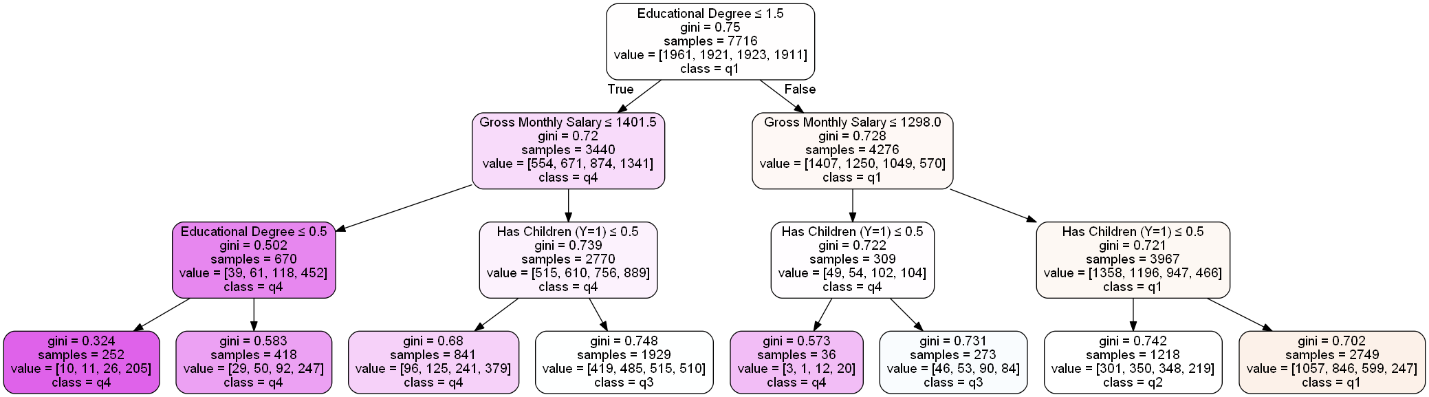 Educational Degree ≤ 1.5
gini = 0.75
samples = 7716
value = [1961, 1921, 1923, 1911]
class = q1
True
False
Gross Monthly Salary ≤ 1401.5
gini = 0.72
samples = 3440
value = [554, 671, 874, 1341]
class = q4
Gross Monthly Salary ≤ 1298.0
gini = 0.728
samples = 4276
value = [1407, 1250, 1049, 570]
class = q1
Educational Degree ≤ 0.5
gini = 0.502
samples = 670
value = [39, 61, 118, 452]
class = q4
Has Children (Y=1) ≤ 0.5
gini = 0.739
samples = 2770
value = [515, 610, 756, 889]
class = q4
Has Children (Y=1) ≤ 0.5
gini = 0.722
samples = 309
value = [49, 54, 102, 104]
class = q4
Has Children (Y=1) ≤ 0.5
gini = 0.721
samples = 3967
value = [1358, 1196, 947, 466]
class = q1
gini = 0.324
samples = 252
value = [10, 11, 26, 205]
class = q4
gini = 0.583
samples = 418
value = [29, 50, 92, 247]
class = q4
gini = 0.68
samples = 841
value = [96, 125, 241, 379]
class = q4
gini = 0.748
samples = 1929
value = [419, 485, 515, 510]
class = q3
gini = 0.573
samples = 36
value = [3, 1, 12, 20]
class = q4
gini = 0.731
samples = 273
value = [46, 53, 90, 84]
class = q3
gini = 0.742
samples = 1218
value = [301, 350, 348, 219]
class = q2
gini = 0.702
samples = 2749
value = [1057, 846, 599, 247]
class = q1